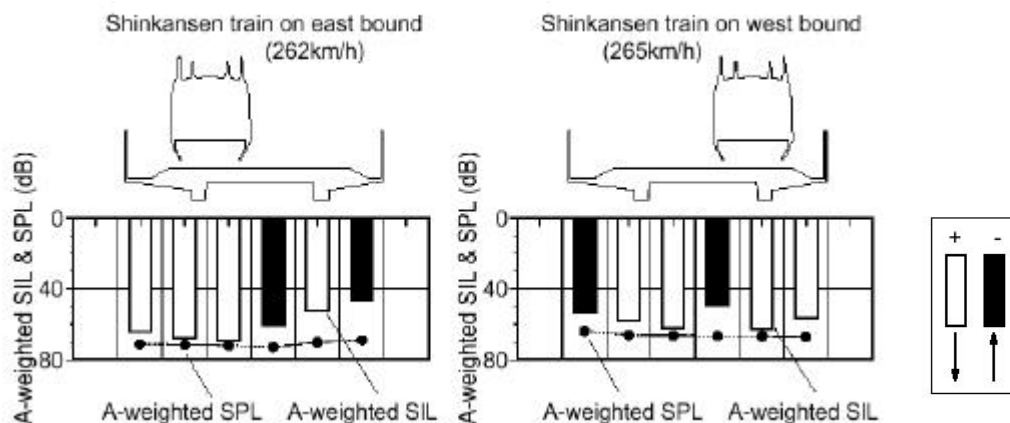 Shinkansen train on east bound
(262km/h)
A-weighted SIL & SPL (dB)
0
40
80
A-weighted SPL
A-weighted SIL
Shinkansen train on west bound
(265km/h)
A-weighted SIL & SPL (dB)
0
40
80
A-weighted SPL
A-weighted SIL
+ -